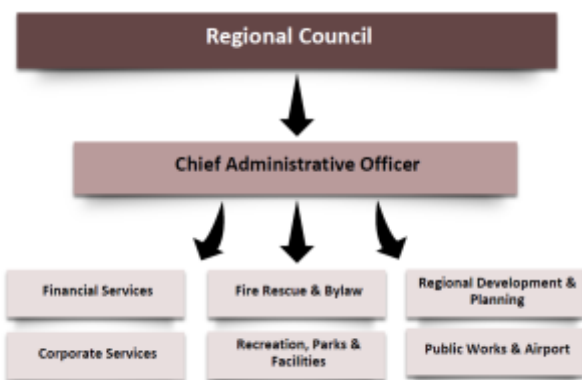 Regional Council
Chief Administrative Officer
Financial Services
Fire Rescue & Bylaw
Regional Development &
Planning
Corporate Services
Recreation, Parks &
Facilities
Public Works & Airport